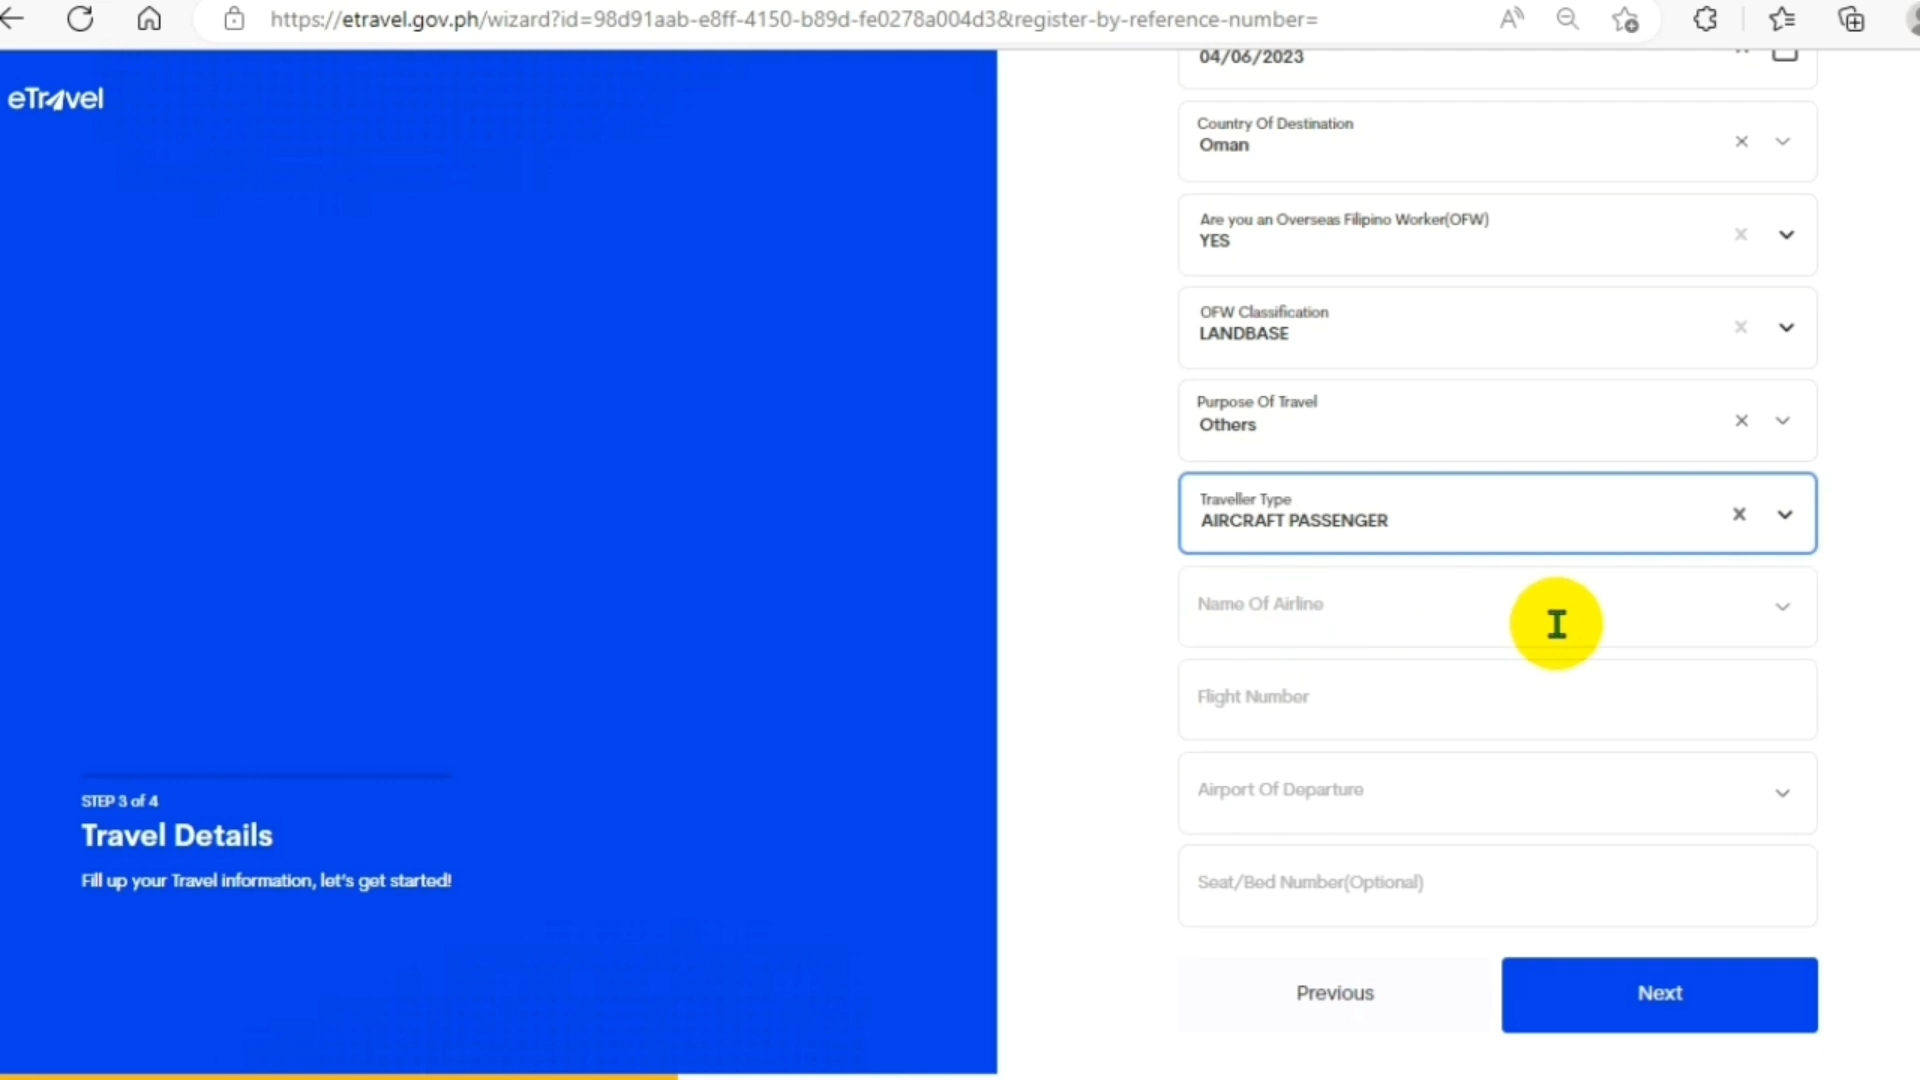 https://etravel.gov.ph/wizard?id=98d91aab-e8ff-4150-b89d-fe0278a004d3&register-by-reference-number=
eTravel
04/06/2023
Country Of Destination
Oman
Are you an Overseas Filipino Worker(OFW)
YES
OFW Classification
LANDBASE
Purpose Of Travel
Others
Traveller Type
AIRCRAFT PASSENGER
Name Of Airline
Flight Number
Airport Of Departure
Seat/Bed Number(Optional)
Previous
Next
STEP 3 of 4
Travel Details
Fill up your Travel information, let's get started!